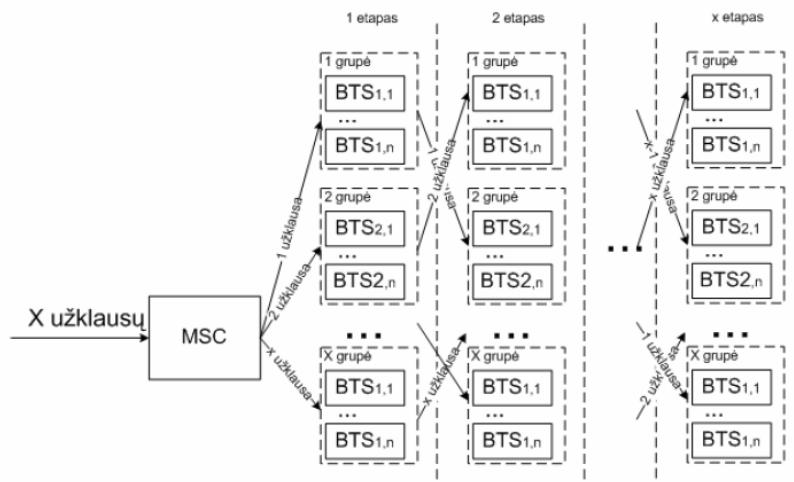 1 etapas
2 etapas
x etapas
1 grupė
BTS1,1
...
BTS1,n
1 grupė
BTS1,1
...
BTS1,n
1 grupė
BTS1,1
...
BTS1,n
1 užklausa
2 užklausa
x užklausa
2 grupė
BTS2,1
...
BTS2,n
2 grupė
BTS2,1
...
BTS2,n
2 grupė
BTS2,1
...
BTS2,n
...
1 užklausa
2 užklausa
X užklausų
MSC
x užklausa
...
...
...
X grupė
BTS1,1
...
BTS1,n
x užklausa
X grupė
BTS1,1
...
BTS1,n
1 užklausa
X grupė
BTS1,1
...
BTS1,n